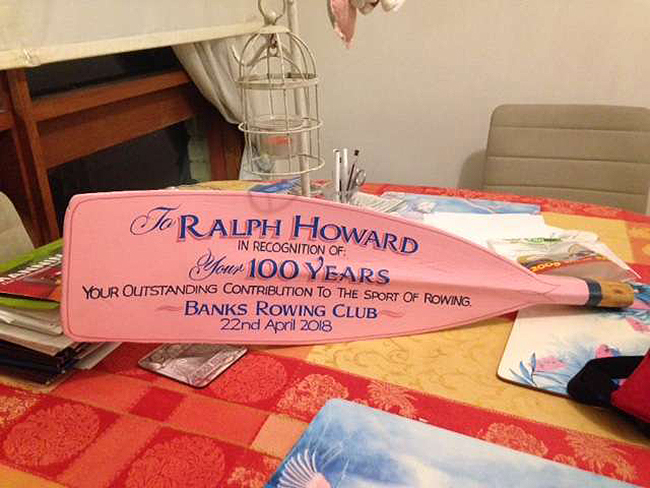 To RALPH HOWARD
IN RECOGNITION OF:
Your 100 YEARS
YOUR OUTSTANDING CONTRIBUTION TO THE SPORT OF ROWING.
BANKS ROWING CLUB
22nd April 2018